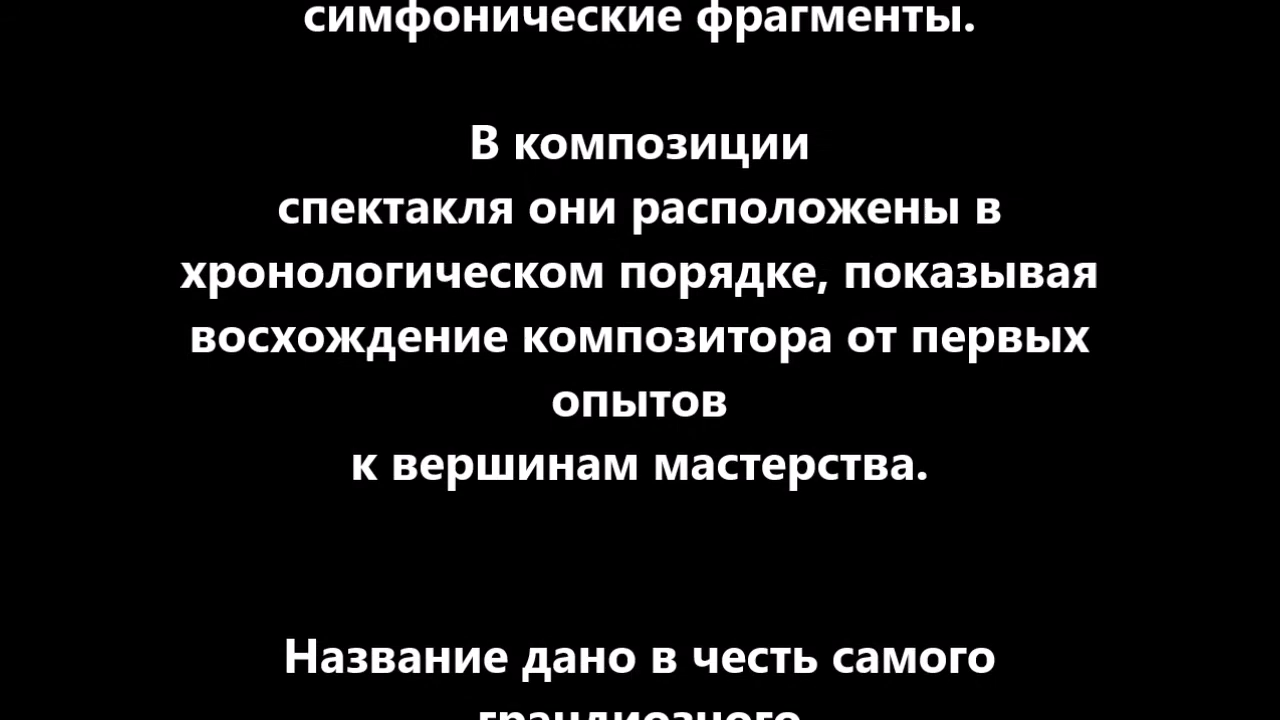 симфонические фрагменты.
В композиции
спектакля они расположены в
хронологическом порядке, показывая
восхождение композитора от первых
опытов
к вершинам мастерства.
Название дано в честь самого
грандиозного